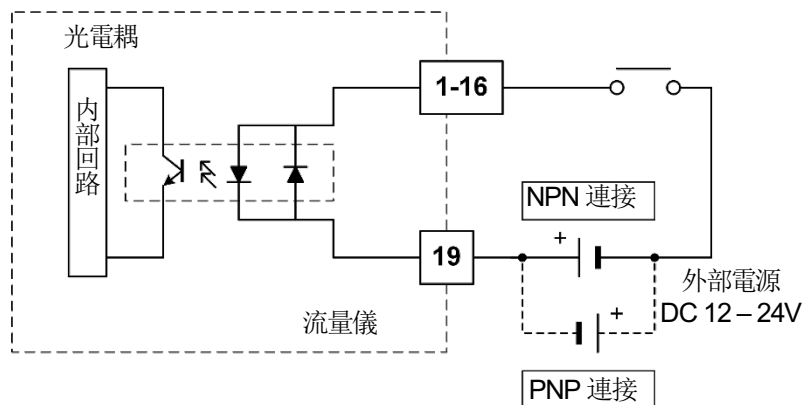 光電耦
内部回路
1-16
NPN 連接
+
19
外部電源
DC 12 – 24V
+
流量儀
PNP 連接